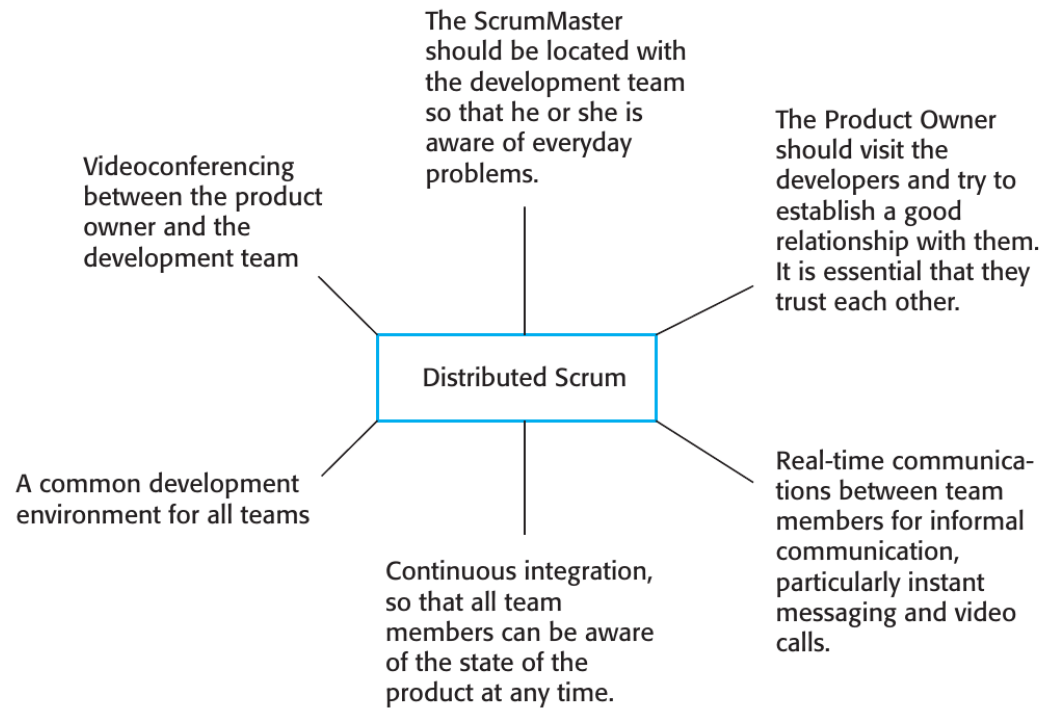 The ScrumMaster
should be located with
the development team
so that he or she is
aware of everyday
problems.
Videoconferencing
between the product
owner and the
development team
The Product Owner
should visit the
developers and try to
establish a good
relationship with them.
It is essential that they
trust each other.
Distributed Scrum
A common development
environment for all teams
Continuous integration,
so that all team
members can be aware
of the state of the
product at any time.
Real-time communica-
tions between team
members for informal
communication,
particularly instant
messaging and video
calls.